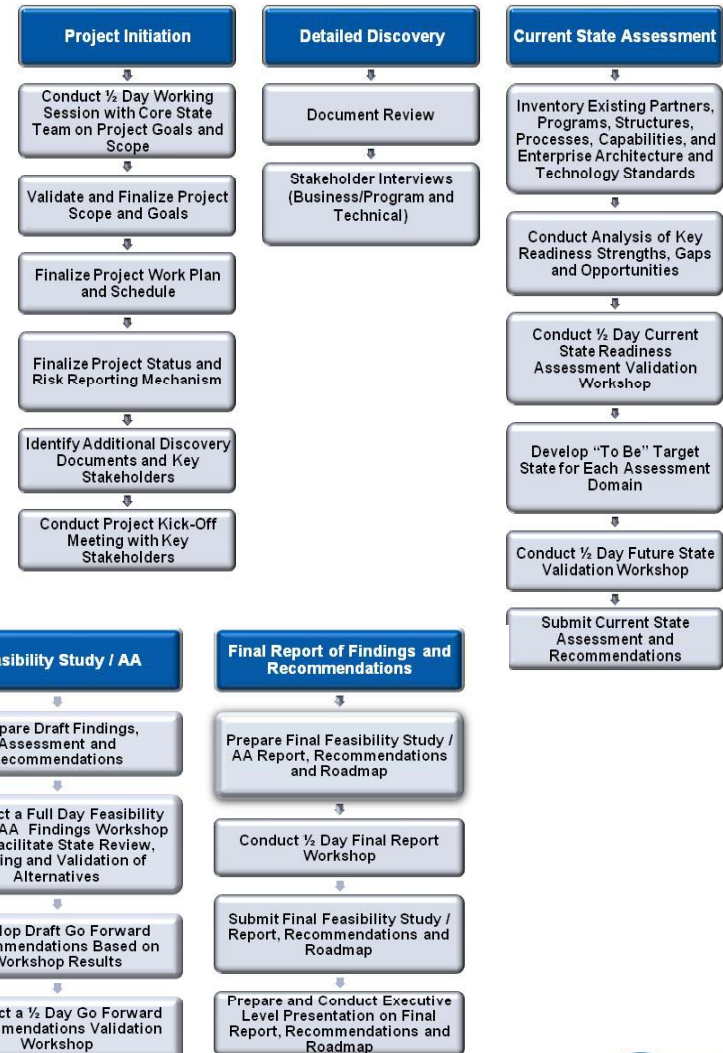 Project Initiation
Conduct ½ Day Working
Session with Core State
Team on Project Goals and
Scope
Validate and Finalize Project
Scope and Goals
Finalize Project Work Plan
and Schedule
Finalize Project Status and
Risk Reporting Mechanism
Identify Additional Discovery
Documents and Key
Stakeholders
Conduct Project Kick-Off
Meeting with Key
Stakeholders
Detailed Discovery
Document Review
Stakeholder Interviews
(Business/Program and
Technical)
Current State Assessment
Inventory Existing Partners,
Programs, Structures,
Processes, Capabilities, and
Enterprise Architecture and
Technology Standards
Conduct Analysis of Key
Readiness Strengths, Gaps
and Opportunities
Conduct ½ Day Current
State Readiness
Assessment Validation
Workshop
Develop “To Be” Target
State for Each Assessment
Domain
Conduct ½ Day Future State
Validation Workshop
Submit Current State
Assessment and
Recommendations
Study / AA
Draft Findings,
Assessment and
a Full Day Feasibility
AA Findings Workshop
State Review,
and Validation of
Alternatives
Draft Go Forward
Based on
Workshop Results
a ½ Day Go Forward
Validation
Workshop
Final Report of Findings and
Recommendations
Prepare Final Feasibility Study /
AA Report, Recommendations
and Roadmap
Conduct ½ Day Final Report
Workshop
Submit Final Feasibility Study /
Report, Recommendations and
Roadmap
Prepare and Conduct Executive
Level Presentation on Final
Report, Recommendations and
Roadmap